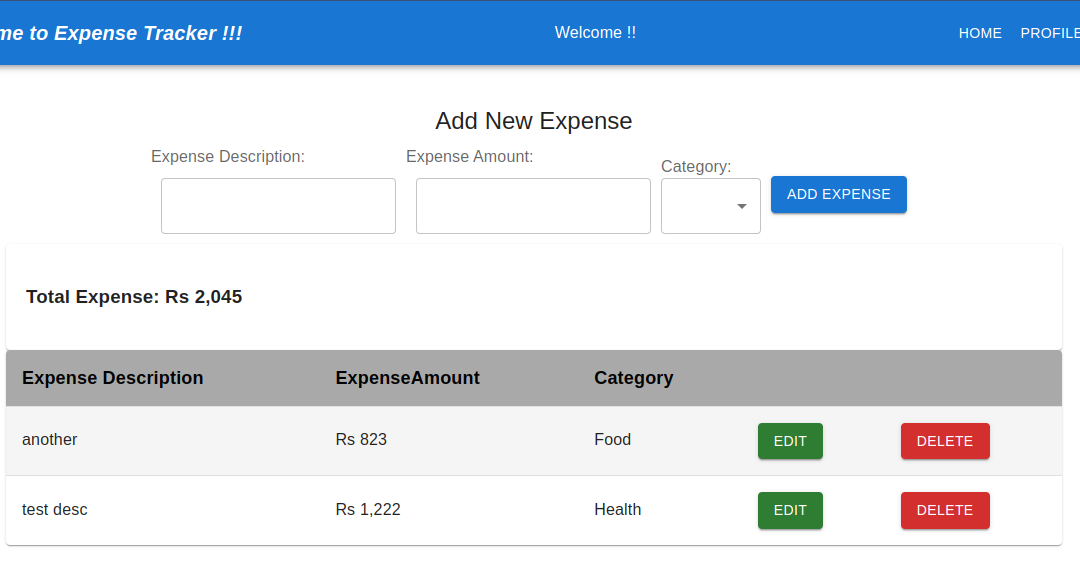 me to Expense Tracker !!! Welcome !! HOME PROFILE
Add New Expense
Expense Description: Expense Amount: Category:
ADD EXPENSE
Total Expense: Rs 2,045
Expense Description ExpenseAmount Category
another Rs 823 Food EDIT DELETE
test desc Rs 1,222 Health EDIT DELETE